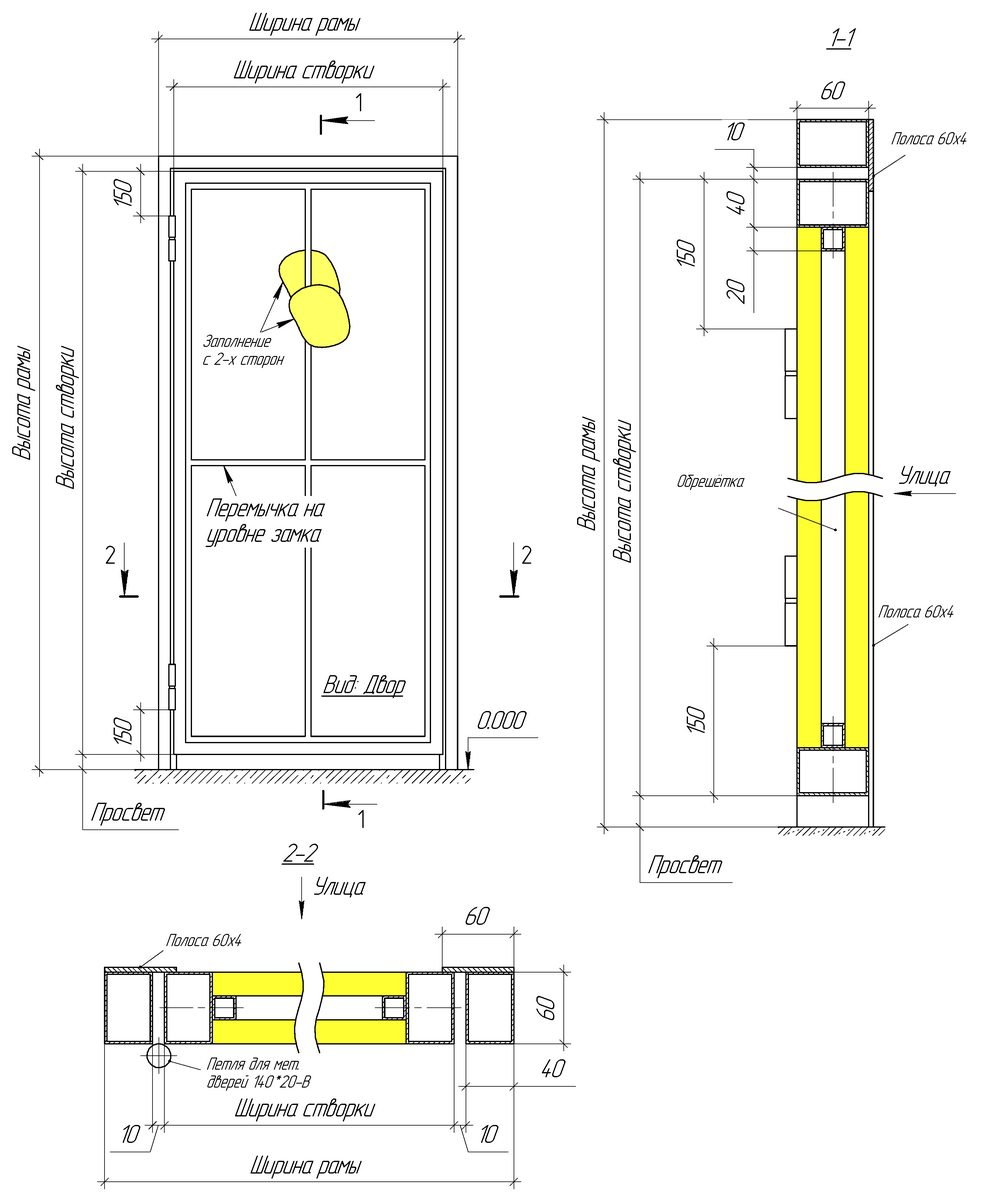 Ширина рамы
Ширина створки
1
150
Высота рамы
Высота створки
Заполнение
с 2-х сторон
Перемычка на
уровне замка
2
2
Вид: Двор
150
0.000
Просвет
1
1-1
60
10
Полоса 60х4
40
150
20
Высота рамы
Высота створки
Обрешётка
Улица
Полоса 60х4
150
Просвет
2-2
Улица
60
Полоса 60х4
60
Петля для мет.
дверей 140*20-В
40
Ширина створки
10
10
Ширина рамы